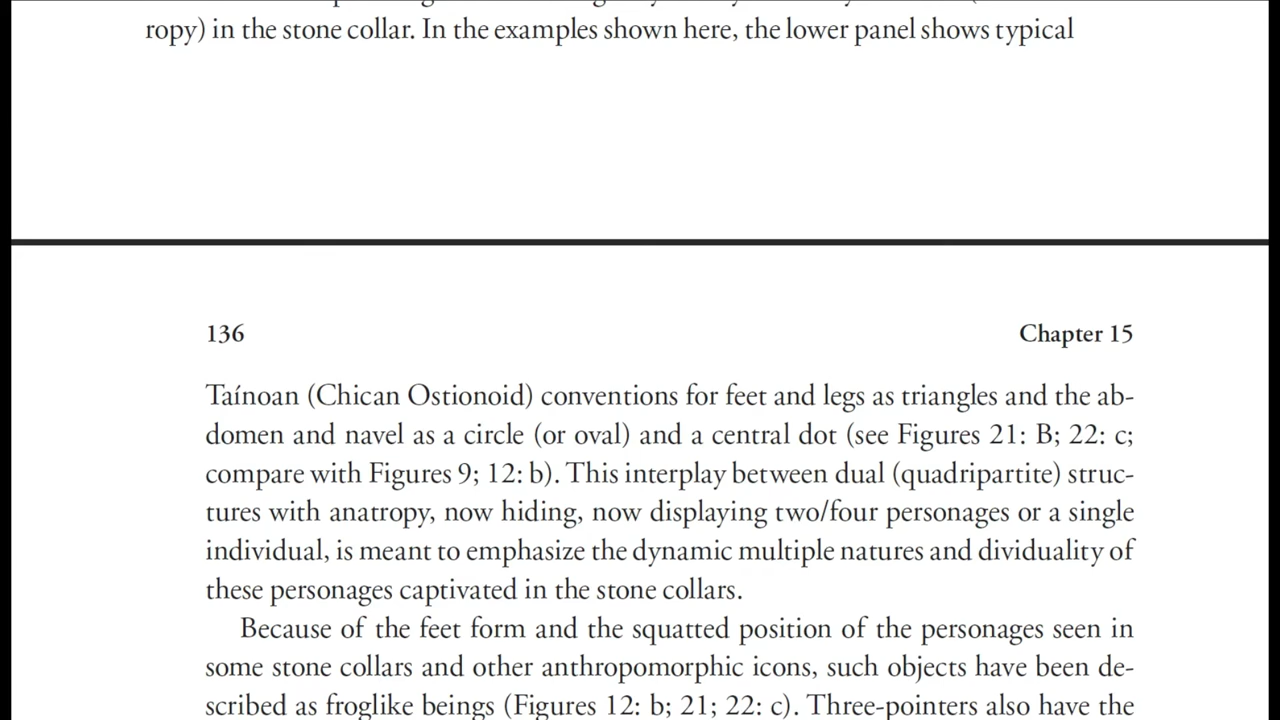 ropy) in the stone collar. In the examples shown here, the lower panel shows typical
136
Chapter 15
Taínoan (Chican Ostionoid) conventions for feet and legs as triangles and the ab-
domen and navel as a circle (or oval) and a central dot (see Figures 21: B; 22: c;
compare with Figures 9; 12: b). This interplay between dual (quadripartite) struc-
tures with anatropy, now hiding, now displaying two/four personages or a single
individual, is meant to emphasize the dynamic multiple natures and dividuality of
these personages captivated in the stone collars.
Because of the feet form and the squatted position of the personages seen in
some stone collars and other anthropomorphic icons, such objects have been de-
scribed as froglike beings (Figures 12: b; 21; 22: c). Three-pointers also have the